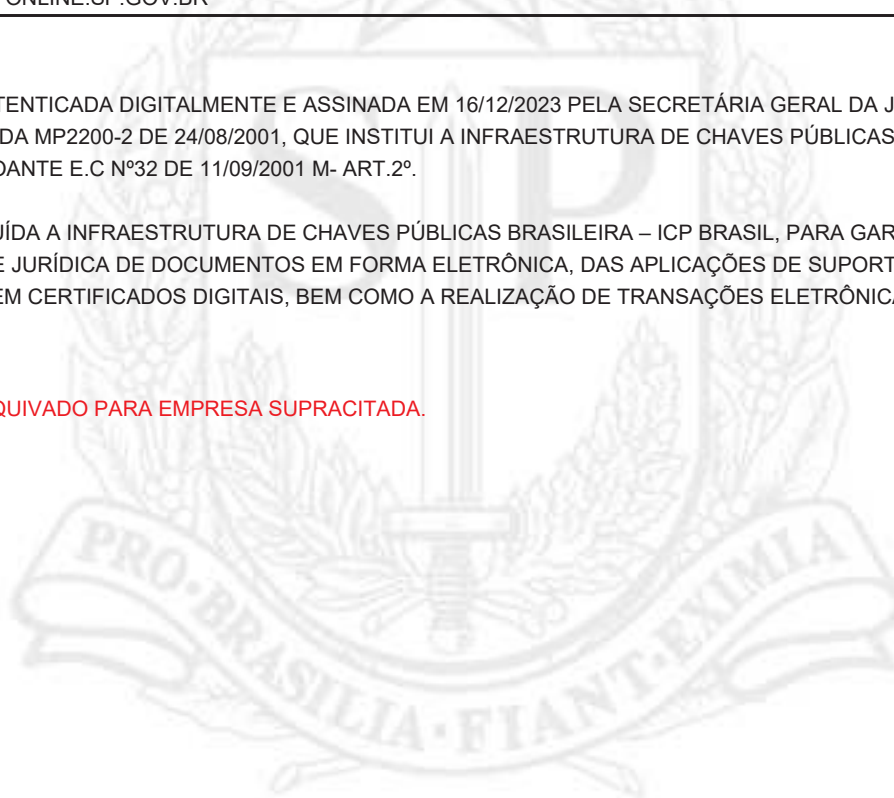 ONLINE.SP.GOV.BR
TENTICADA DIGITALMENTE E ASSINADA EM 16/12/2023 PELA SECRETÁRIA GERAL DA J
DA MP2200-2 DE 24/08/2001, QUE INSTITUI A INFRAESTRUTURA DE CHAVES PÚBLICAS
DANTE E.C Nº32 DE 11/09/2001 M- ART.2º.
UÍDA A INFRAESTRUTURA DE CHAVES PÚBLICAS BRASILEIRA – ICP BRASIL, PARA GAR
E JURÍDICA DE DOCUMENTOS EM FORMA ELETRÔNICA, DAS APLICAÇÕES DE SUPORT
EM CERTIFICADOS DIGITAIS, BEM COMO A REALIZAÇÃO DE TRANSAÇÕES ELETRÔNICA
QUIVADO PARA EMPRESA SUPRACITADA.
SP
PRO·BRASILIA·FIANT·EXIMIA